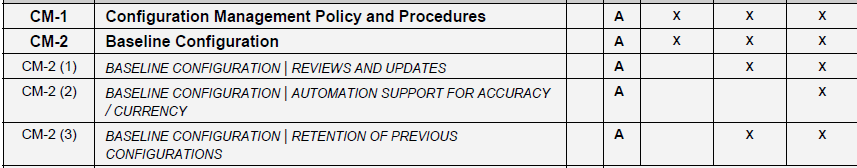 CM-1 Configuration Management Policy and Procedures A x x x
CM-2 Baseline Configuration A x x x
CM-2 (1) BASELINE CONFIGURATION | REVIEWS AND UPDATES A x x
CM-2 (2) BASELINE CONFIGURATION | AUTOMATION SUPPORT FOR ACCURACY A x
/ CURRENCY
CM-2 (3) BASELINE CONFIGURATION | RETENTION OF PREVIOUS A x x
CONFIGURATIONS